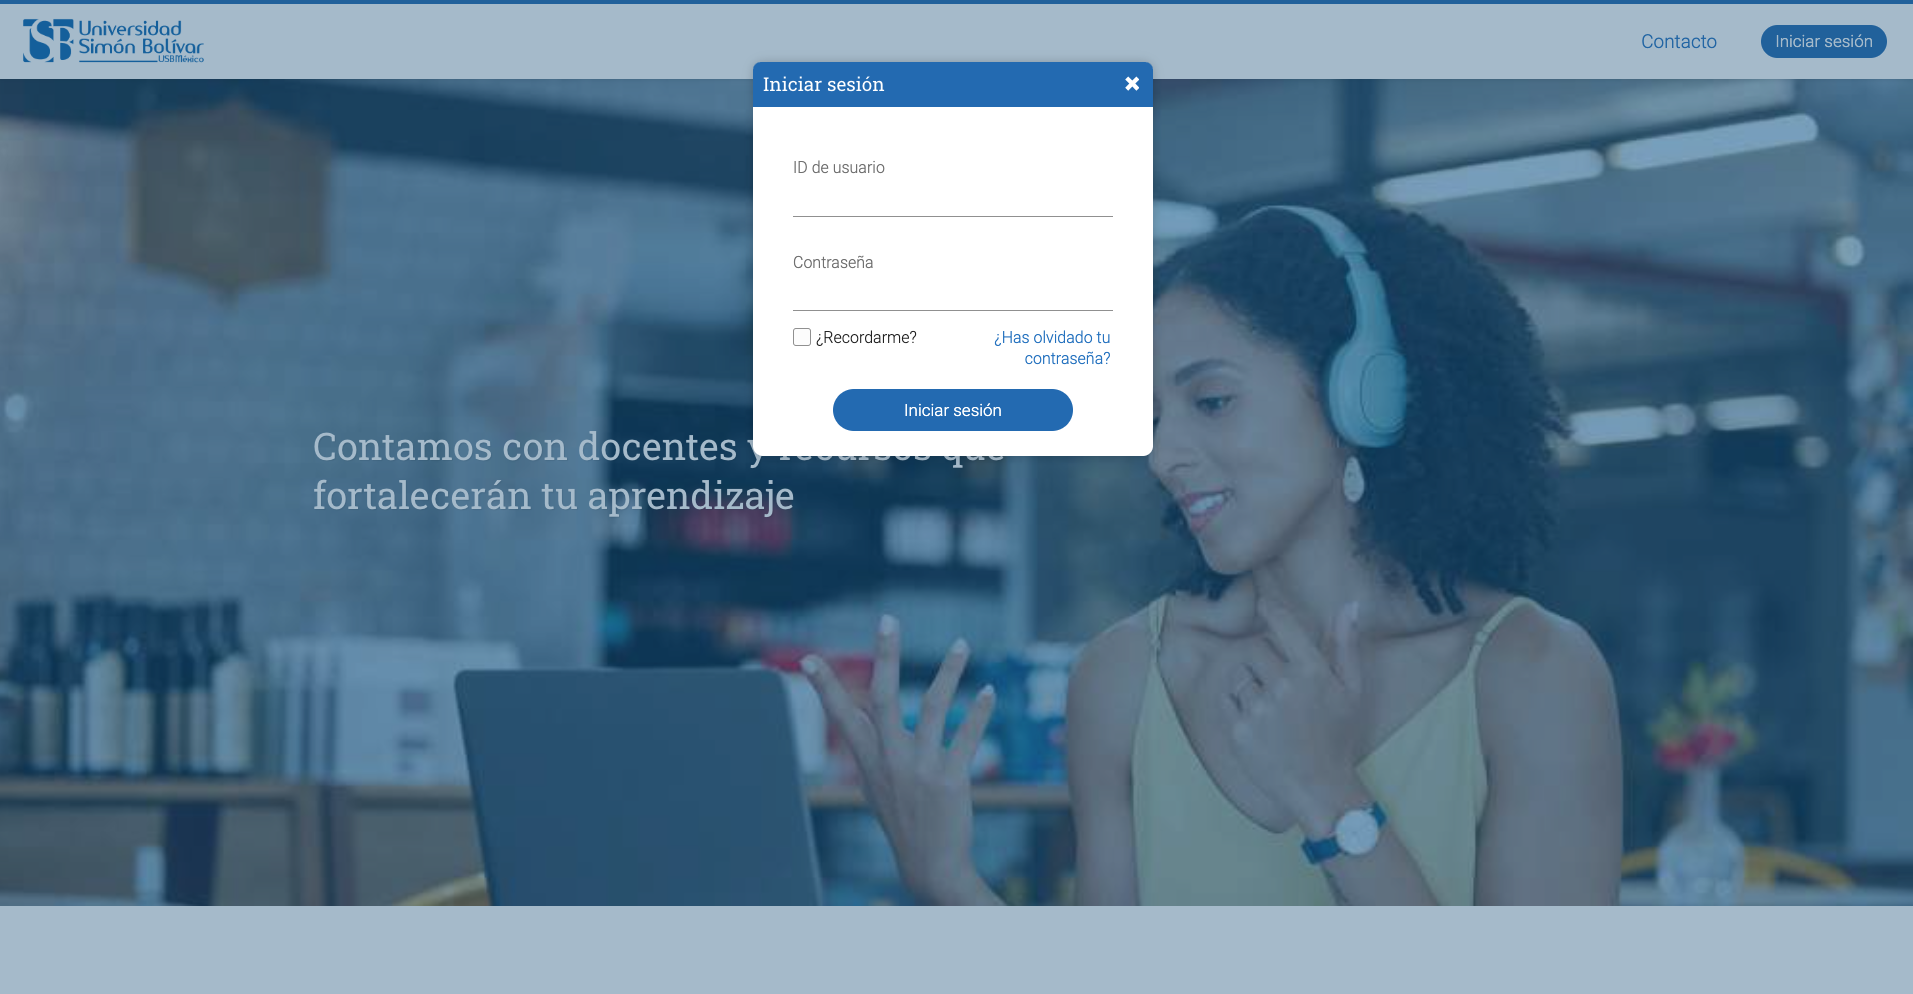 Universidad
Simón Bolívar
USBMéxico
Contacto
Iniciar sesión
Iniciar sesión
ID de usuario
Contraseña
¿Recordarme?
¿Has olvidado tu
contraseña?
Iniciar sesión
Contamos con docentes y recursos que
fortalecerán tu aprendizaje